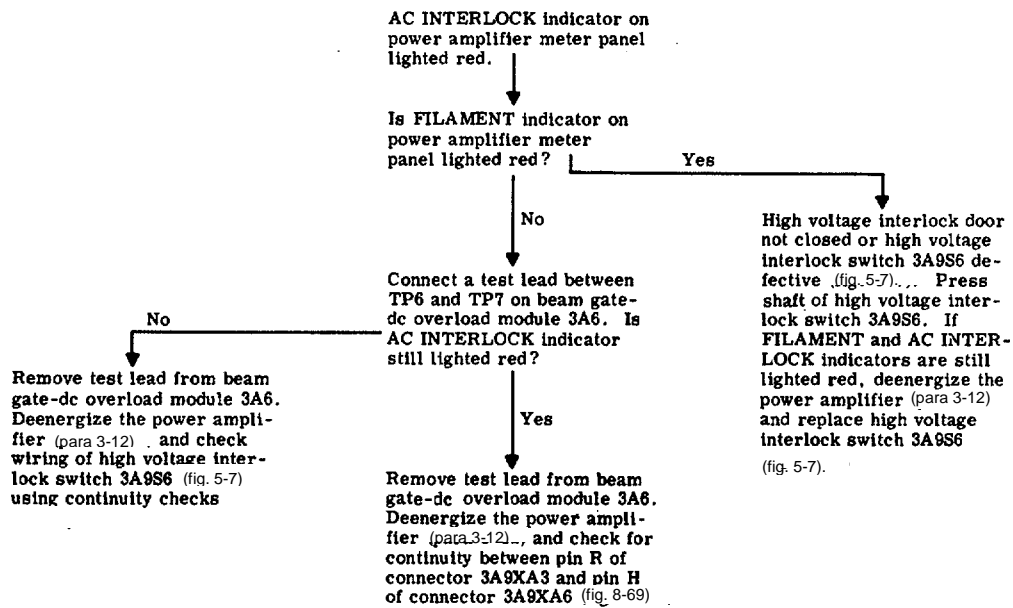 AC INTERLOCK indicator on
power amplifier meter panel
lighted red.
Is FILAMENT indicator on
power amplifier meter
panel lighted red?
Yes
No
High voltage interlock door
not closed or high voltage
interlock switch 3A9S6 de-
fective (fig. 5-7). Press
shaft of high voltage inter-
lock switch 3A9S6. If
FILAMENT and AC INTER-
LOCK indicators are still
lighted red, deenergize the
power amplifier (para 3-12)
and replace high voltage
interlock switch 3A9S6
(fig. 5-7).
Connect a test lead between
TP6 and TP7 on beam gate-
dc overload module 3A6. Is
AC INTERLOCK indicator
still lighted red?
No
Remove test lead from beam
gate-dc overload module 3A6.
Deenergize the power ampli-
fier (para 3-12) . and check
wiring of high voltage inter-
lock switch 3A9S6 (fig. 5-7)
using continuity checks
Yes
Remove test lead from beam
gate-dc overload module 3A6.
Deenergize the power ampli-
fier (para 3-12) , and check for
continuity between pin R of
connector 3A9XA3 and pin H
of connector 3A9XA6 (fig. 8-69)